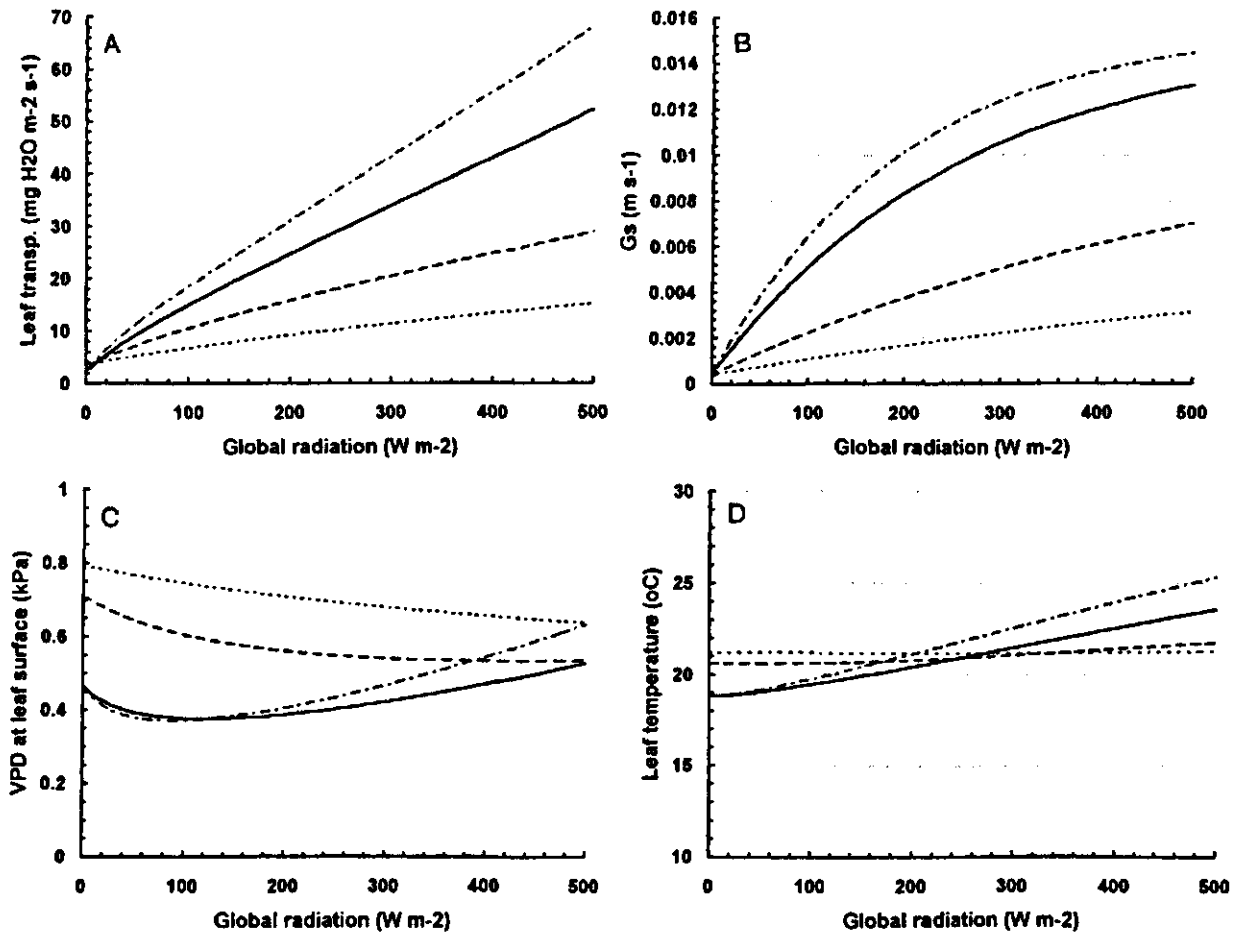 A
70
60
50
40
30
20
10
0
Leaf transp. (mg H2O m-2 s-1)
0 100 200 300 400 500
Global radiation (W m-2)
B
0.016
0.014
0.012
0.01
0.008
0.006
0.004
0.002
0
Gs (m s-1)
0 100 200 300 400 500
Global radiation (W m-2)
C
1
0.8
0.6
0.4
0.2
0
VPD at leaf surface (kPa)
0 100 200 300 400 500
Global radiation (W m-2)
D
30
25
20
15
10
Leaf temperature (oC)
0 100 200 300 400 500
Global radiation (W m-2)